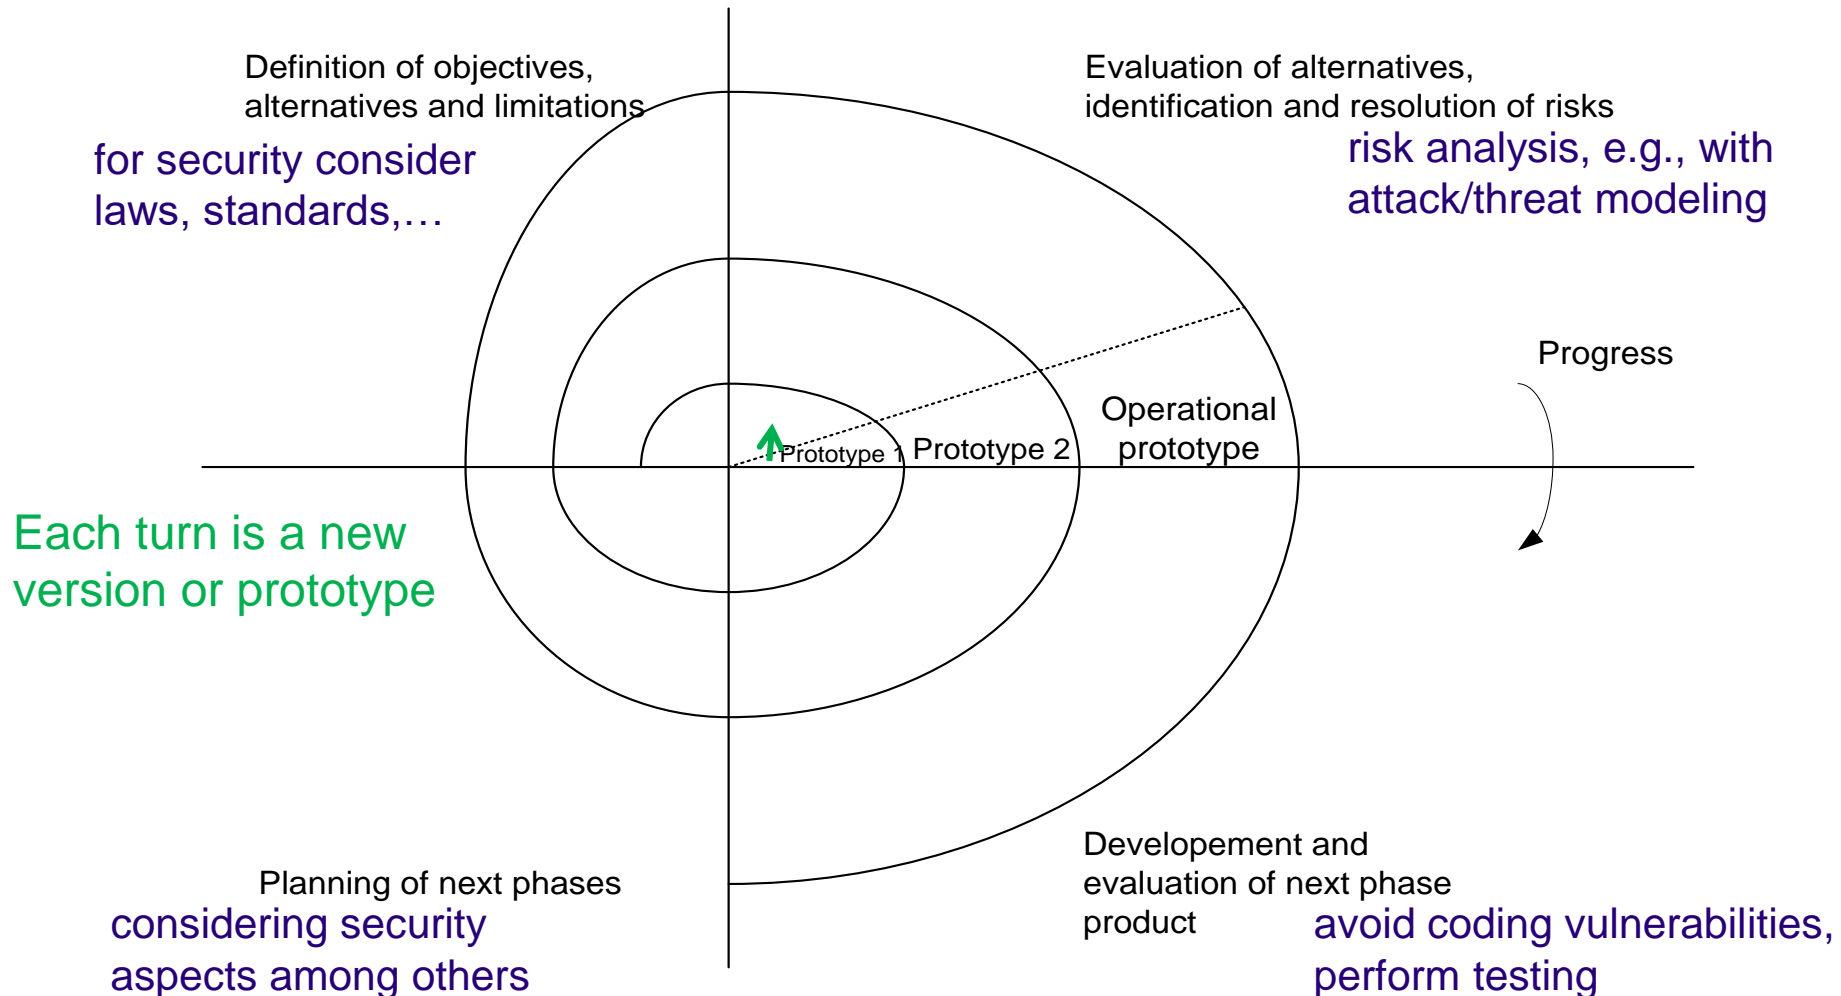 Definition of objectives,
alternatives and limitations
for security consider
laws, standards,…
Evaluation of alternatives,
identification and resolution of risks
risk analysis, e.g., with
attack/threat modeling
Progress
Operational
prototype
Prototype 1
Prototype 2
Each turn is a new
version or prototype
Planning of next phases
considering security
aspects among others
Developement and
evaluation of next phase
product
avoid coding vulnerabilities,
perform testing